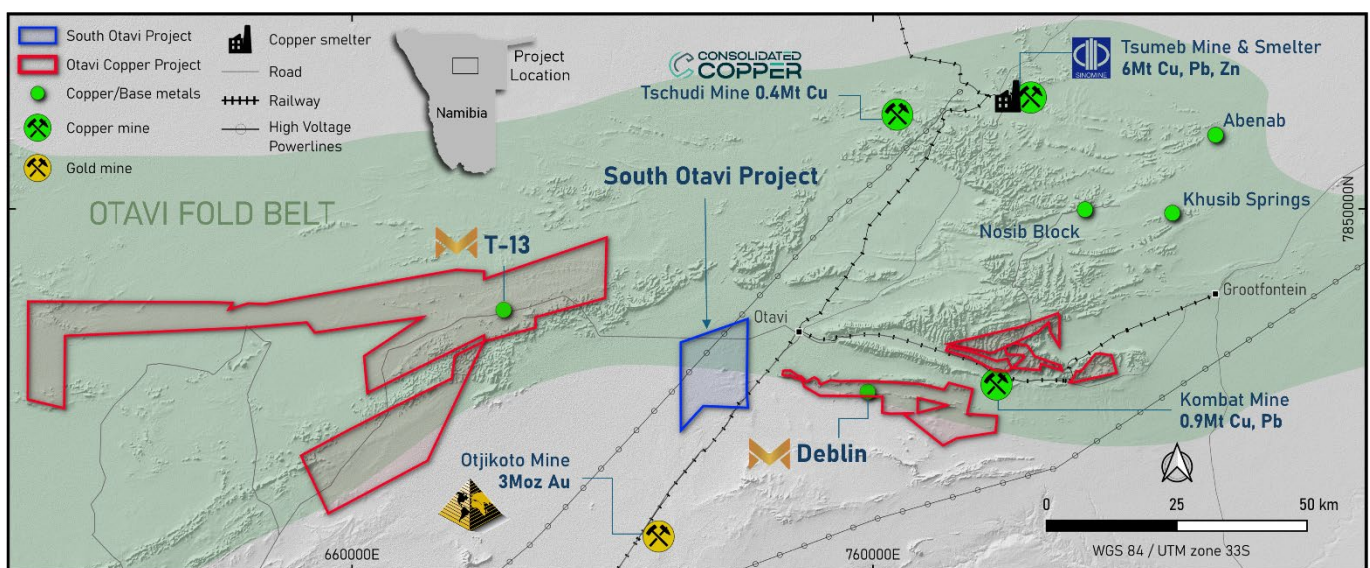 South Otavi Project
Otavi Copper Project
Copper/Base metals
Copper mine
Gold mine
Copper smelter
Road
Railway
High Voltage
Powerlines
Project
Location
Namibia
CONSOLIDATED
COPPER
Tschudi Mine 0.4Mt Cu
SINOMINE
Tsumeb Mine & Smelter
6Mt Cu, Pb, Zn
Abenab
South Otavi Project
OTAVI FOLD BELT
Khusib Springs
Nosib Block
7850000N
T-13
Otavi
Grootfontein
Kombat Mine
0.9Mt Cu, Pb
Deblin
Otjikoto Mine
3Moz Au
0
25
50 km
WGS 84 / UTM zone 33S
660000E
760000E